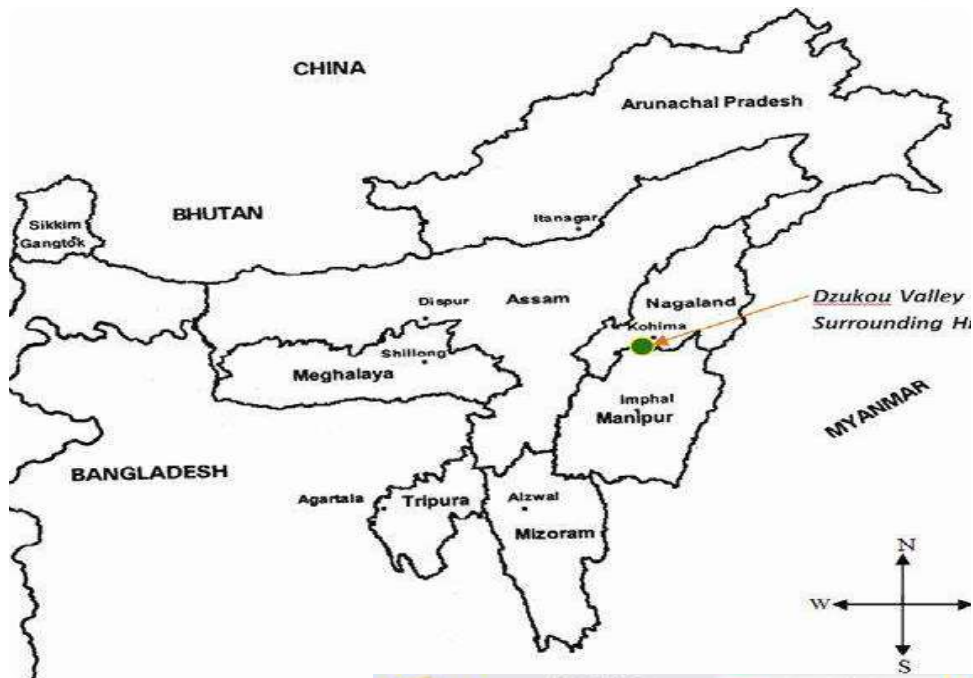 CHINA
Arunachal Pradesh
Sikkim
Gangtok
BHUTAN
Itanagar
Dispur
Assam
Nagaland
Dzukou Valley
Kohima
Surrounding
Shillong
Meghalaya
Imphal
Manipur
MYANMAR
BANGLADESH
Agartala
Tripura
Aizwal
Mizoram
N
W
S